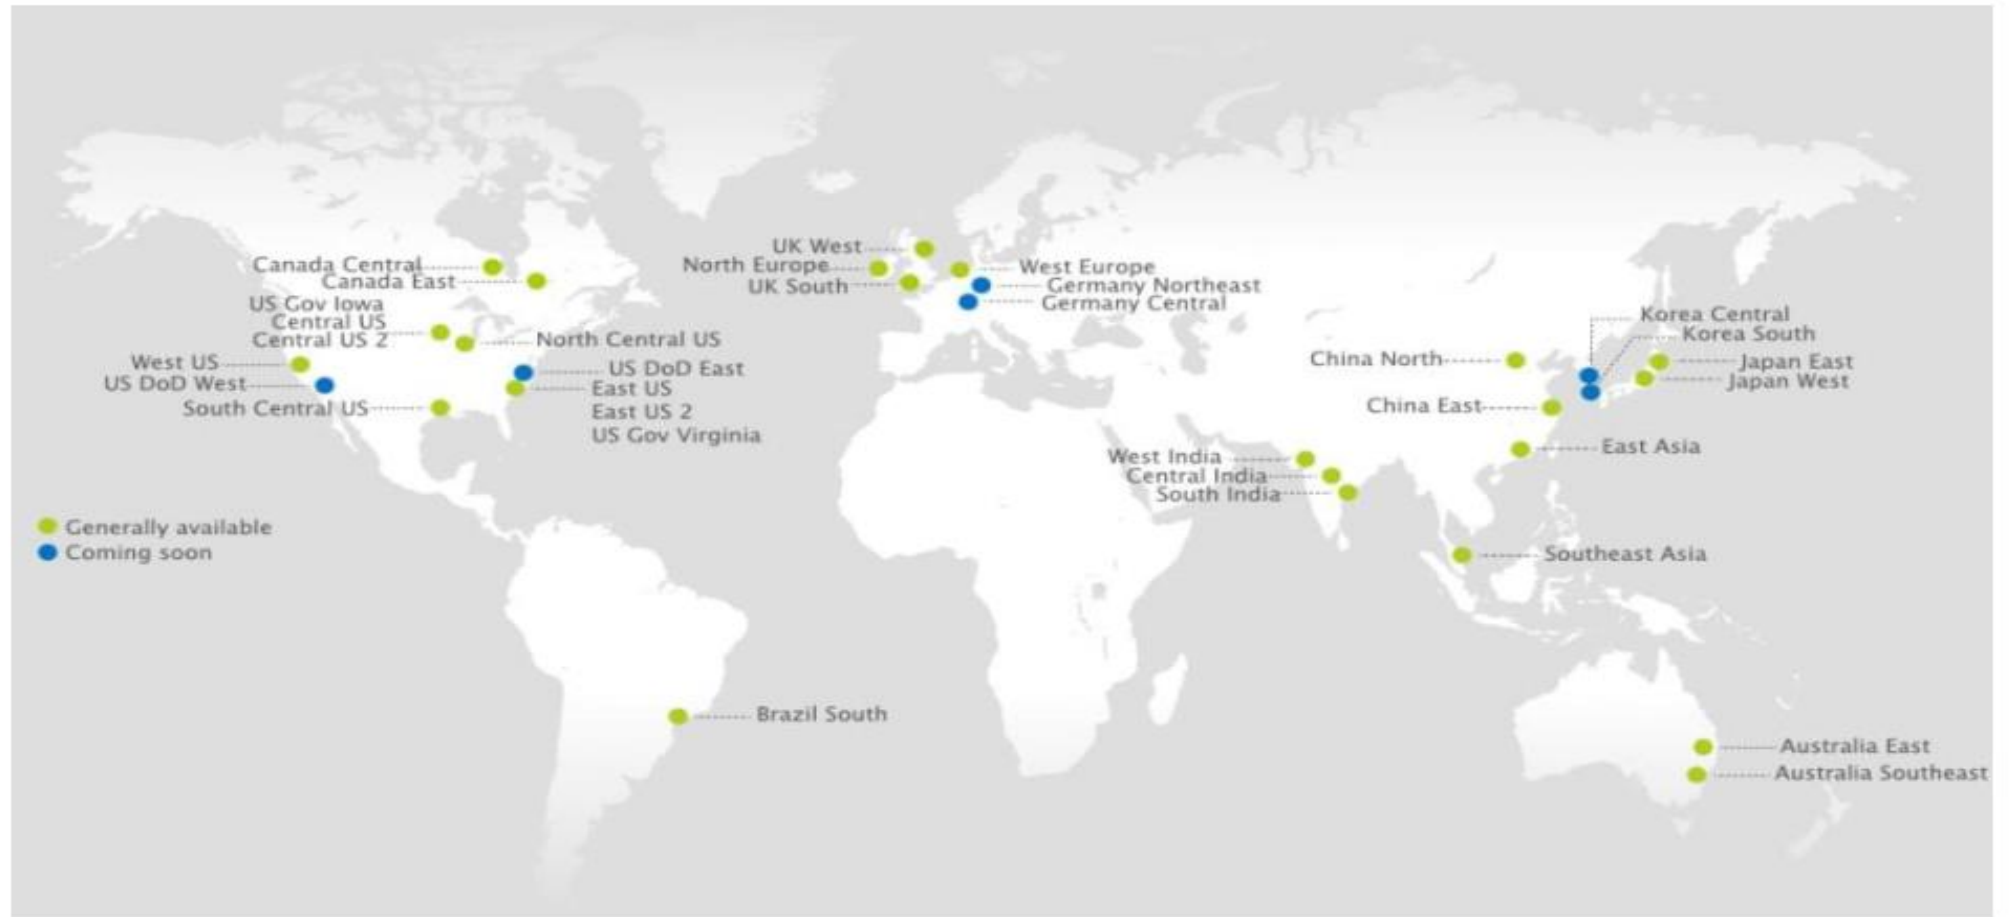 UK West
North Europe
UK South
West Europe
Germany Northeast
Germany Central
Canada Central
Canada East
US Gov Iowa
Central US
Central US 2
North Central US
West US
US DoD West
South Central US
US DoD East
East US
East US 2
US Gov Virginia
Korea Central
Korea South
China North
Japan East
Japan West
China East
East Asia
West India
Central India
South India
Southeast Asia
Generally available
Coming soon
Brazil South
Australia East
Australia Southeast